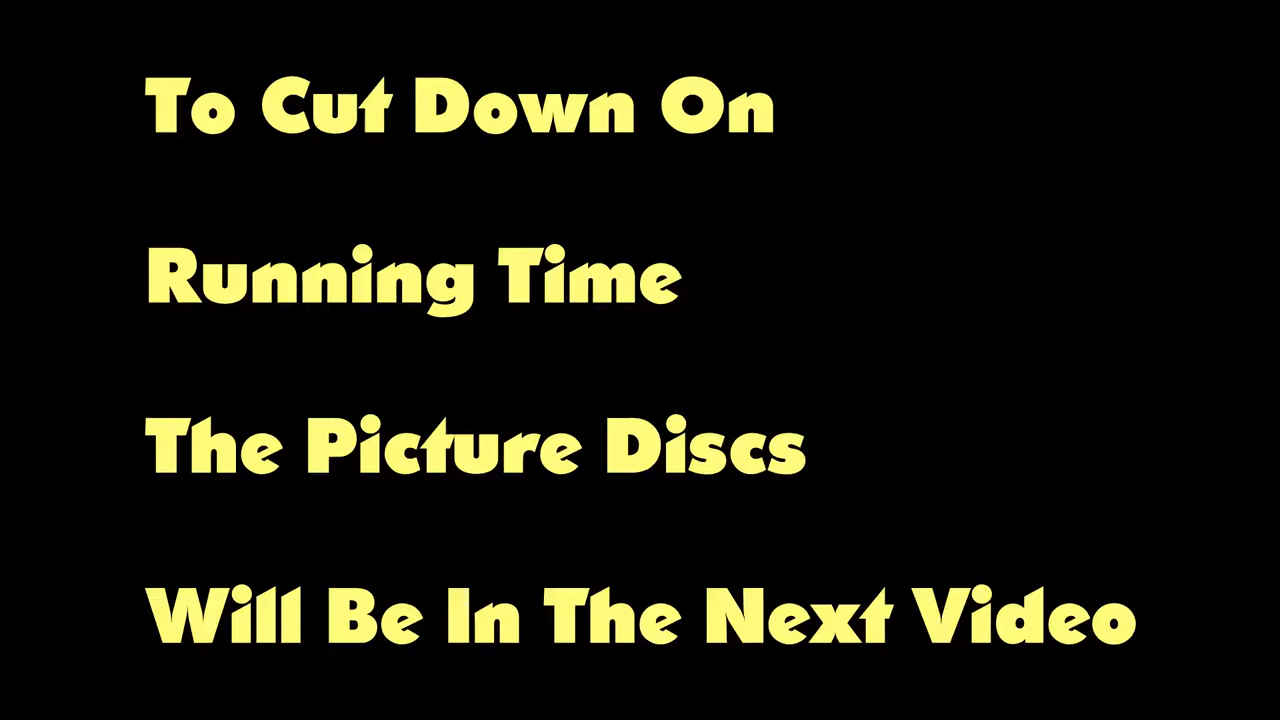 To Cut Down On
Running Time
The Picture Discs
Will Be In The Next Video